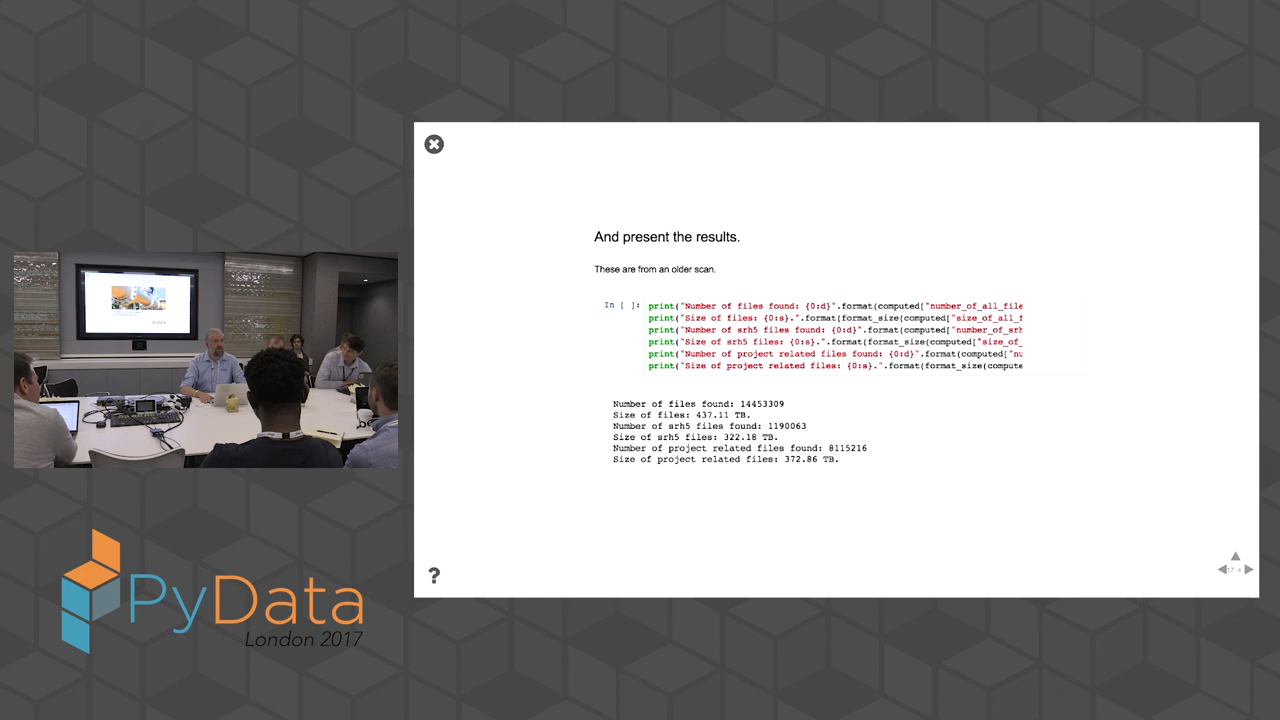 And present the results.
These are from an older scan.
In [ ]: print("Number of files found: {0:d}".format(computed["number_of_all_file
print("Size of files: {0:s}.".format(format_size(computed["size_of_all_f
print("Number of srh5 files found: {0:d}".format(computed["number_of_srh
print("Size of srh5 files: {0:s}.".format(format_size(computed["size_of_
print("Number of project related files found: {0:d}".format(computed["nu
print("Size of project related files: {0:s}.".format(format_size(compute
Number of files found: 14453309
Size of files: 437.11 TB.
Number of srh5 files found: 1190063
Size of srh5 files: 322.18 TB.
Number of project related files found: 8115216
Size of project related files: 372.86 TB.
?
17 6
PyData
London 2017